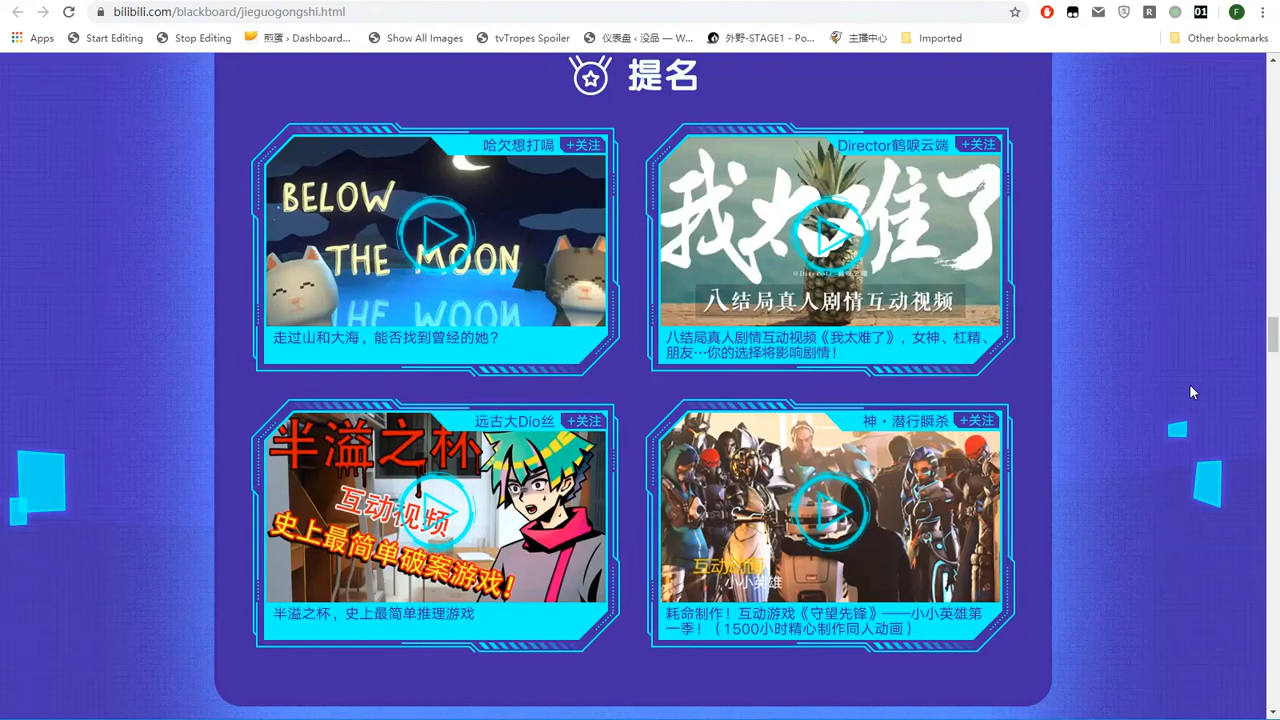 bilibili.com/blackboard/jieguogongshi.html
Apps
Start Editing
Stop Editing
煎蛋 › Dashboard...
Show All Images
tvTropes Spoiler
仪表盘 ‹ 没品 — W...
外野-STAGE1 - Po...
主播中心
Imported
Other bookmarks
提名
哈欠想打嗝
+关注
BELOW
THE MOON
走过山和大海，能否找到曾经的她？
Director鹤唳云端
+关注
我太难了
八结局真人剧情互动视频
八结局真人剧情互动视频《我太难了》，女神、杠精、
朋友…你的选择将影响剧情！
远古大Dio丝
+关注
半溢之杯
互动视频
史上最简单破案游戏！
半溢之杯，史上最简单推理游戏
神・潜行瞬杀
+关注
小小英雄
耗命制作！互动游戏《守望先锋》——小小英雄第
一季！（1500小时精心制作同人动画）